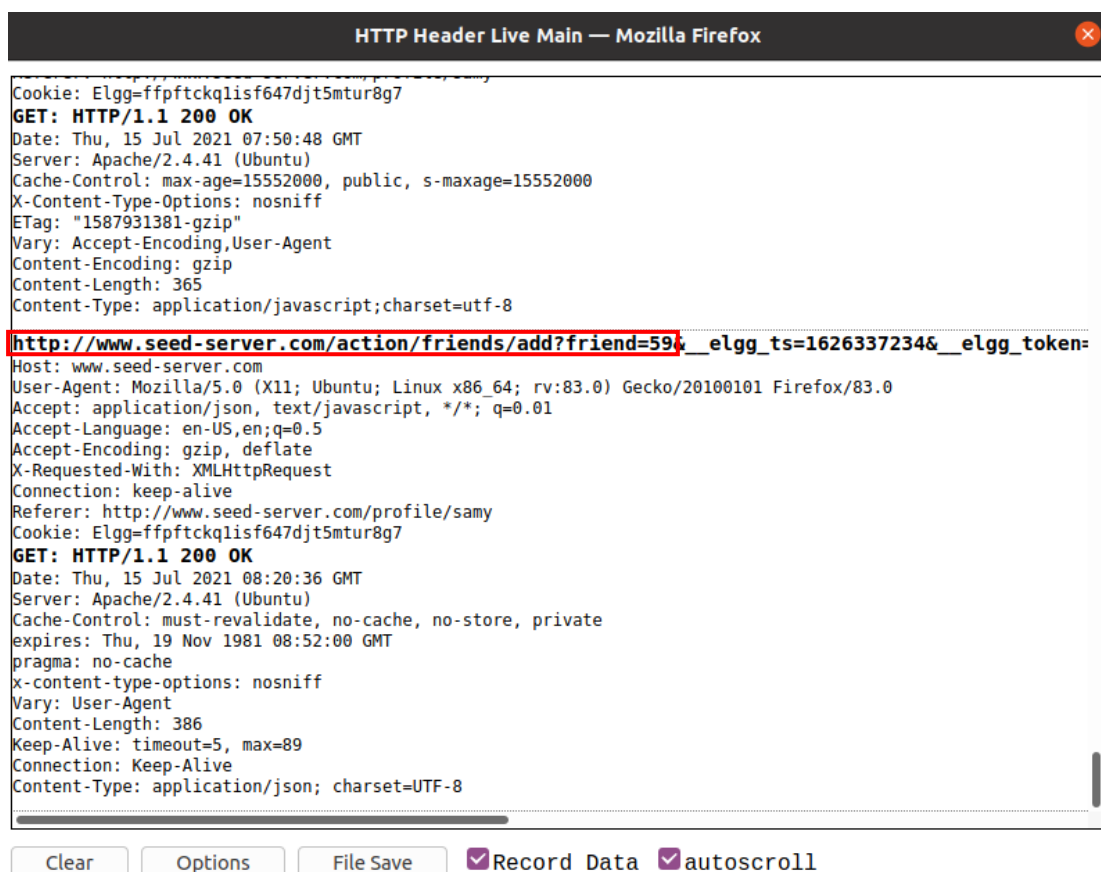 HTTP Header Live Main — Mozilla Firefox
Referer: http://www.seed-server.com/profile/samy
Cookie: Elgg=ffpftckq1isf647djt5mtur8g7
GET: HTTP/1.1 200 OK
Date: Thu, 15 Jul 2021 07:50:48 GMT
Server: Apache/2.4.41 (Ubuntu)
Cache-Control: max-age=15552000, public, s-maxage=15552000
X-Content-Type-Options: nosniff
ETag: "1587931381-gzip"
Vary: Accept-Encoding,User-Agent
Content-Encoding: gzip
Content-Length: 365
Content-Type: application/javascript;charset=utf-8
http://www.seed-server.com/action/friends/add?friend=59&__elgg_ts=1626337234&__elgg_token=
Host: www.seed-server.com
User-Agent: Mozilla/5.0 (X11; Ubuntu; Linux x86_64; rv:83.0) Gecko/20100101 Firefox/83.0
Accept: application/json, text/javascript, */*; q=0.01
Accept-Language: en-US,en;q=0.5
Accept-Encoding: gzip, deflate
X-Requested-With: XMLHttpRequest
Connection: keep-alive
Referer: http://www.seed-server.com/profile/samy
Cookie: Elgg=ffpftckq1isf647djt5mtur8g7
GET: HTTP/1.1 200 OK
Date: Thu, 15 Jul 2021 08:20:36 GMT
Server: Apache/2.4.41 (Ubuntu)
Cache-Control: must-revalidate, no-cache, no-store, private
expires: Thu, 19 Nov 1981 08:52:00 GMT
pragma: no-cache
x-content-type-options: nosniff
Vary: User-Agent
Content-Length: 386
Keep-Alive: timeout=5, max=89
Connection: Keep-Alive
Content-Type: application/json; charset=UTF-8
Clear Options File Save Record Data autoscroll